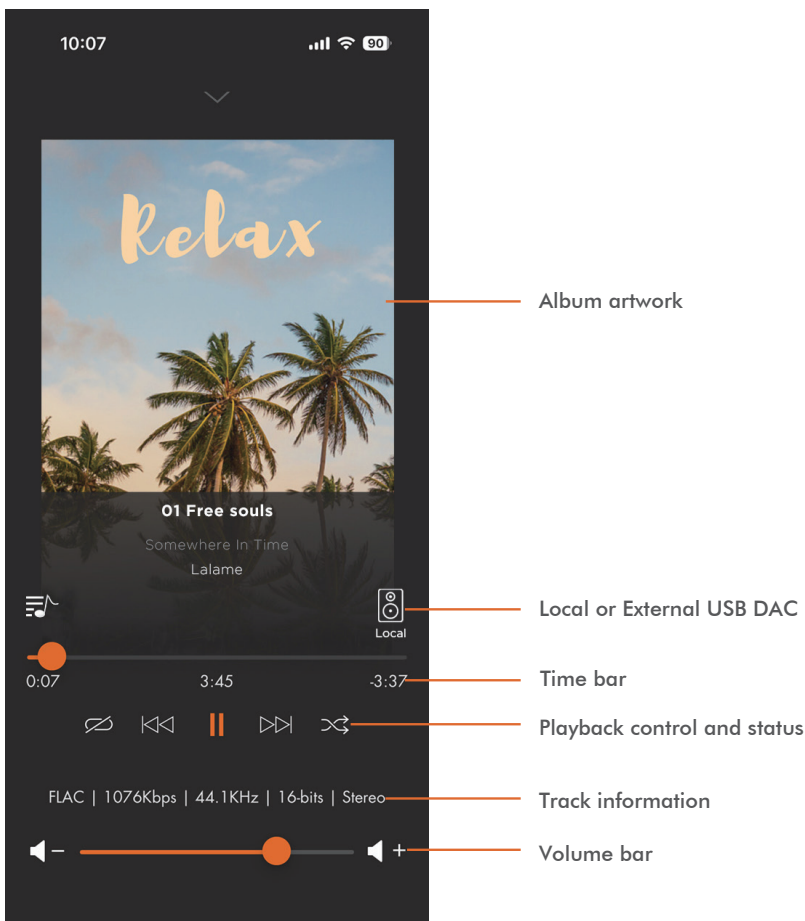 10:07
90
Relax
Album artwork
01 Free souls
Somewhere In Time
Lalame
Local or External USB DAC
Local
0:07 3:45 -3:37
Time bar
Playback control and status
FLAC | 1076Kbps | 44.1KHz | 16-bits | Stereo
Track information
Volume bar